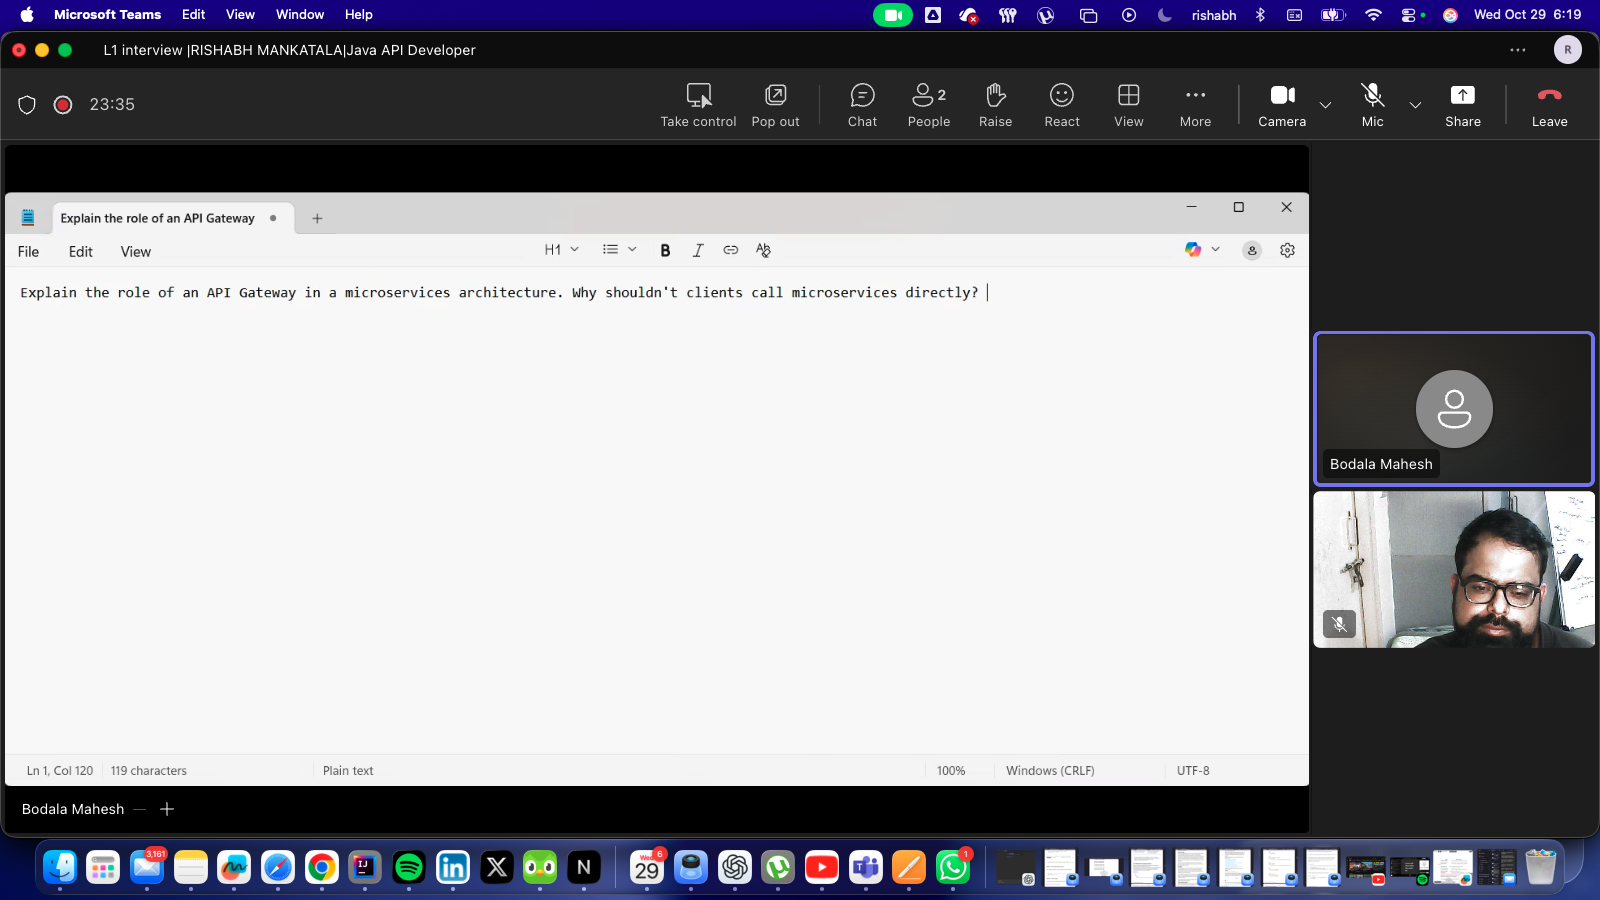 Microsoft Teams Edit View Window Help rishabh Wed Oct 29 6:19
L1 interview |RISHABH MANKATALA|Java API Developer R
23:35 Take control Pop out Chat People 2 Raise React View More Camera Mic Share Leave
Explain the role of an API Gateway
File Edit View H1 B I
Explain the role of an API Gateway in a microservices architecture. Why shouldn't clients call microservices directly?
Bodala Mahesh
Ln 1, Col 120 119 characters Plain text 100% Windows (CRLF) UTF-8
Bodala Mahesh
3,161 IJ in X N Wed 29 6 1